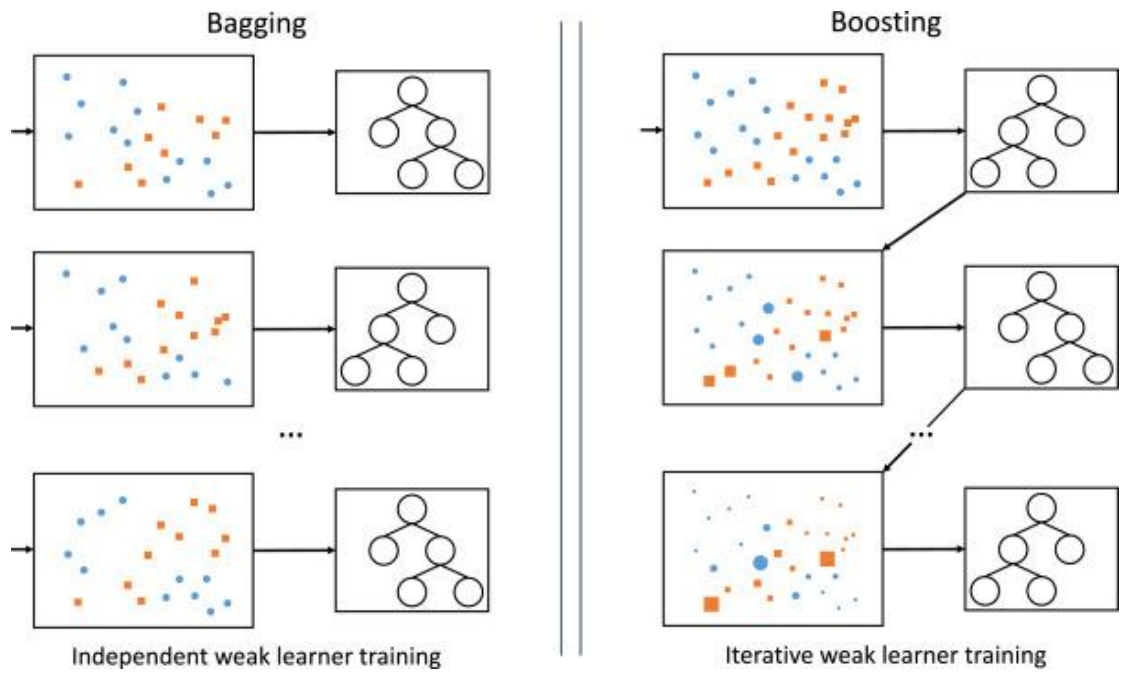 Bagging
Boosting
...
...
Independent weak learner training
Iterative weak learner training